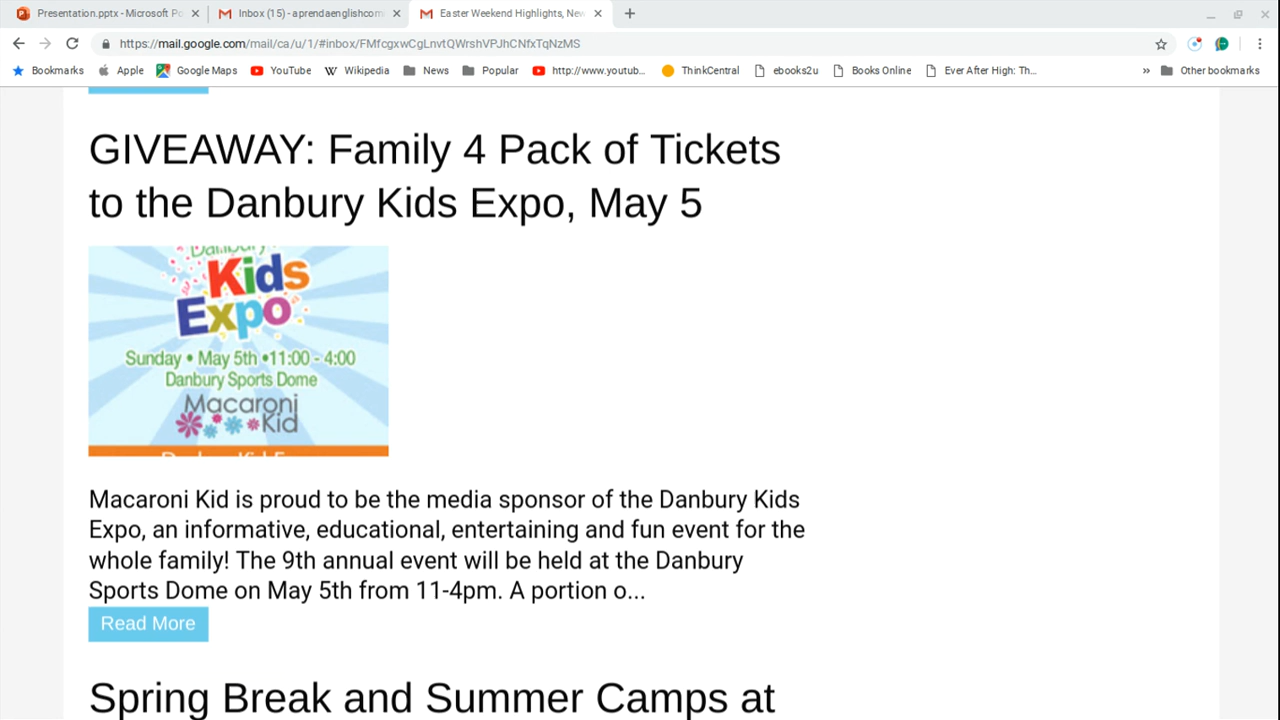 Presentation.pptx - Microsoft Po
Inbox (15) - aprendaenglishcom
Easter Weekend Highlights, New
https://mail.google.com/mail/ca/u/1/#inbox/FMfcgxwCgLnvtQWrshVPJhCNfxTqNzMS
Bookmarks Apple Google Maps YouTube Wikipedia News Popular http://www.youtub... ThinkCentral ebooks2u Books Online Ever After High: Th... » Other bookmarks
GIVEAWAY: Family 4 Pack of Tickets
to the Danbury Kids Expo, May 5
Danbury
Kids
Expo
Sunday • May 5th •11:00 - 4:00
Danbury Sports Dome
Macaroni
Kid
Macaroni Kid is proud to be the media sponsor of the Danbury Kids
Expo, an informative, educational, entertaining and fun event for the
whole family! The 9th annual event will be held at the Danbury
Sports Dome on May 5th from 11-4pm. A portion o...
Read More
Spring Break and Summer Camps at